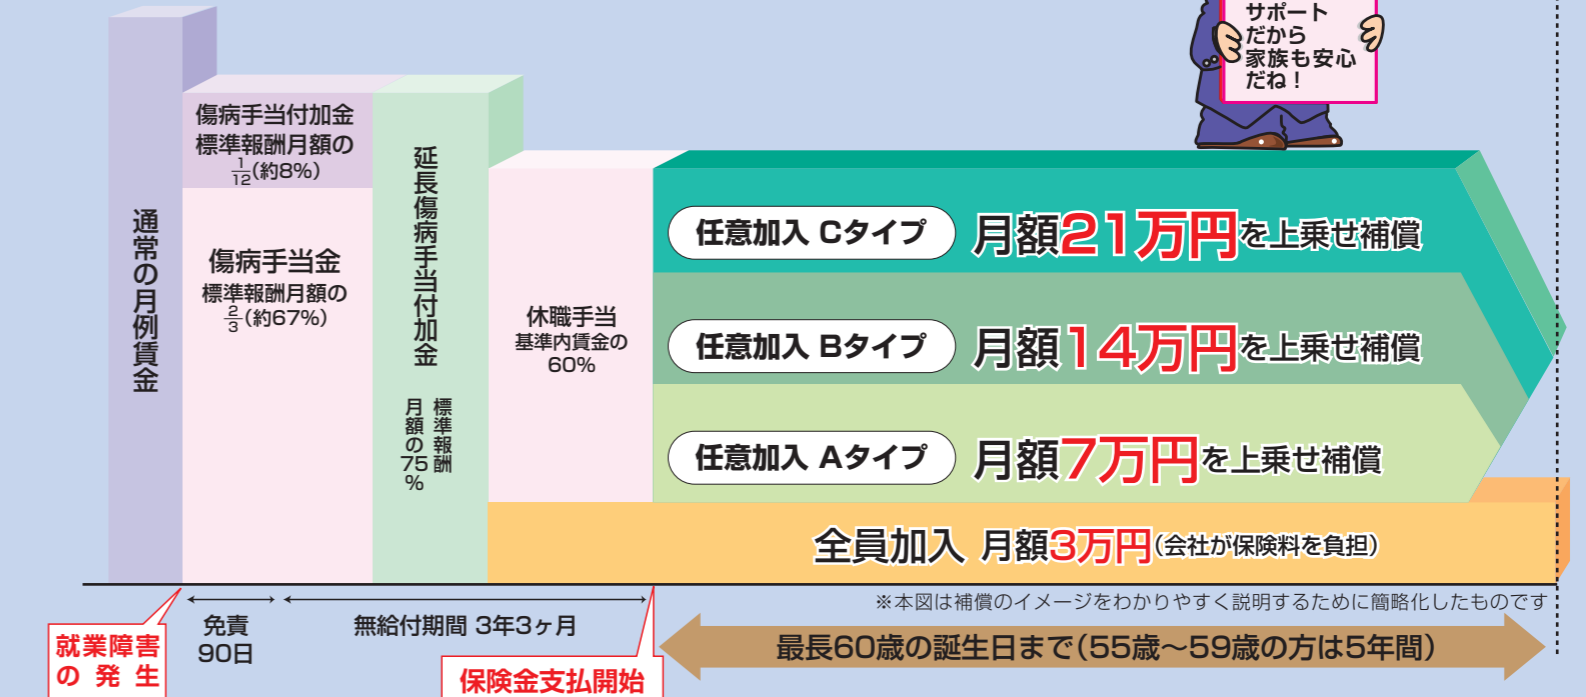 サポート
だから
家族も安心
だね！
通常の月例賃金
傷病手当付加金
標準報酬月額の
1/12(約8%)
傷病手当金
標準報酬月額の
2/3(約67%)
延長傷病手当付加金
標準報酬
月額の75%
休職手当
基準内賃金の
60%
任意加入 Cタイプ 月額21万円を上乗せ補償
任意加入 Bタイプ 月額14万円を上乗せ補償
任意加入 Aタイプ 月額7万円を上乗せ補償
全員加入 月額3万円(会社が保険料を負担)
※本図は補償のイメージをわかりやすく説明するために簡略化したものです
就業障害
の発生
免責
90日
無給付期間 3年3ヶ月
保険金支払開始
最長60歳の誕生日まで(55歳～59歳の方は5年間)